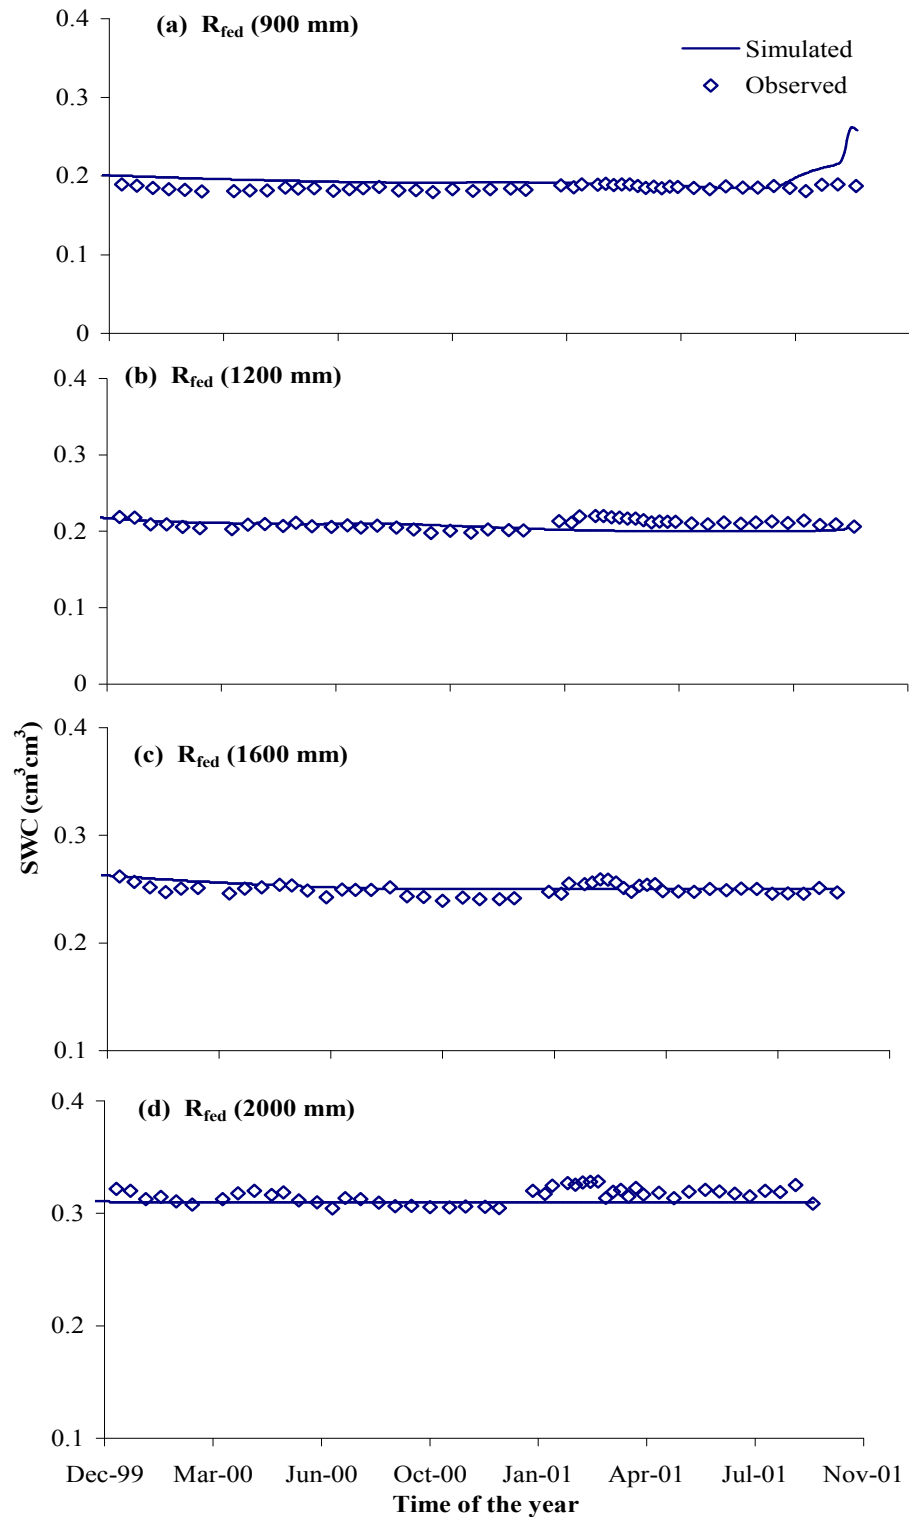 (a) Rfed (900 mm)
Simulated
Observed
0.4
0.3
0.2
0.1
0
(b) Rfed (1200 mm)
0.4
0.3
0.2
0.1
0
(c) Rfed (1600 mm)
0.4
0.3
0.2
0.1
SWC (cm3cm3)
(d) Rfed (2000 mm)
0.4
0.3
0.2
0.1
Dec-99 Mar-00 Jun-00 Oct-00 Jan-01 Apr-01 Jul-01 Nov-01
Time of the year